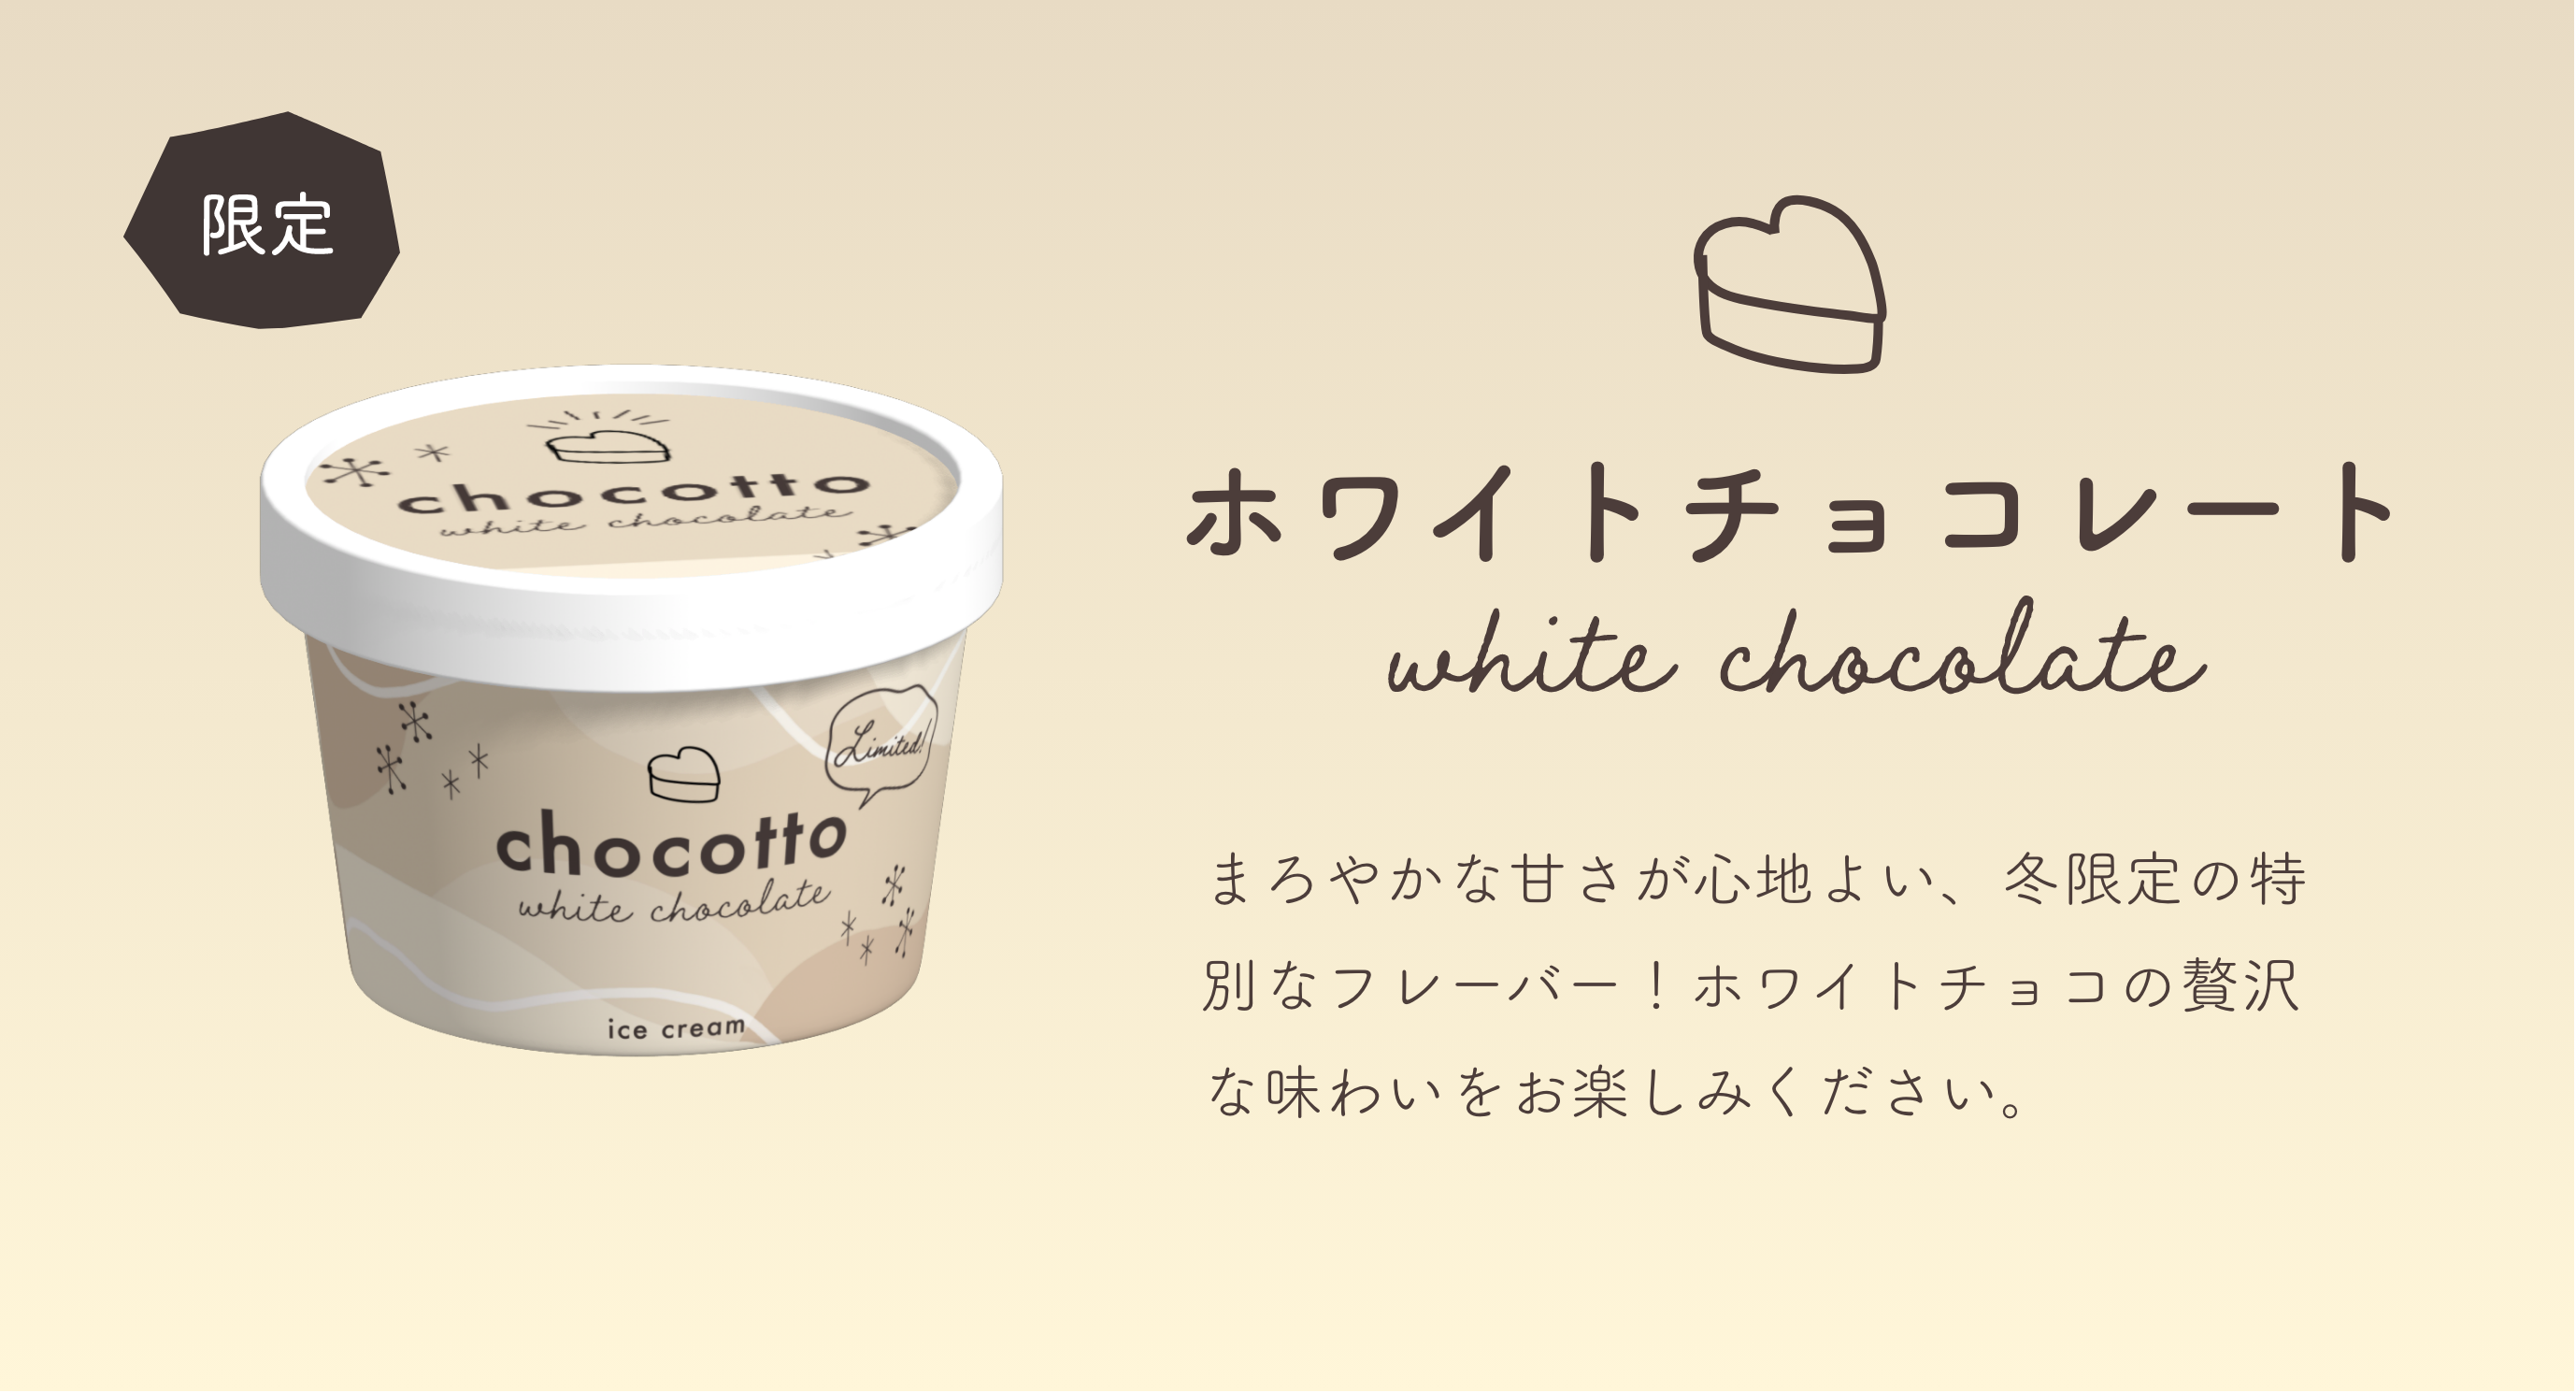 限定
chocotto
white chocolate
Limited!
chocotto
white chocolate
ice cream
ホワイトチョコレート
white chocolate
まろやかな甘さが心地よい、冬限定の特
別なフレーバー！ホワイトチョコの贅沢
な味わいをお楽しみください。